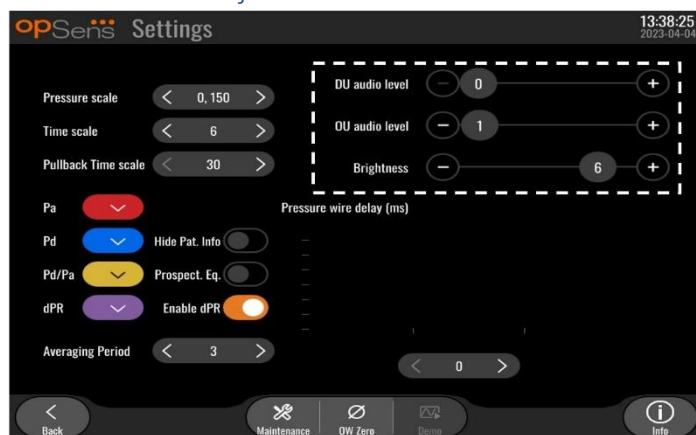 opSens Settings
13:38:25
2023-04-04
Pressure scale < 0, 150 >
Time scale < 6 >
Pullback Time scale < 30 >
DU audio level − 0 +
OU audio level − 1 +
Brightness − 6 +
Pa
Pressure wire delay (ms)
Pd Hide Pat. Info
Pd/Pa Prospect. Eq.
dPR Enable dPR
Averaging Period < 3 >
< 0 >
Back
Maintenance
OW Zero
Demo
Info